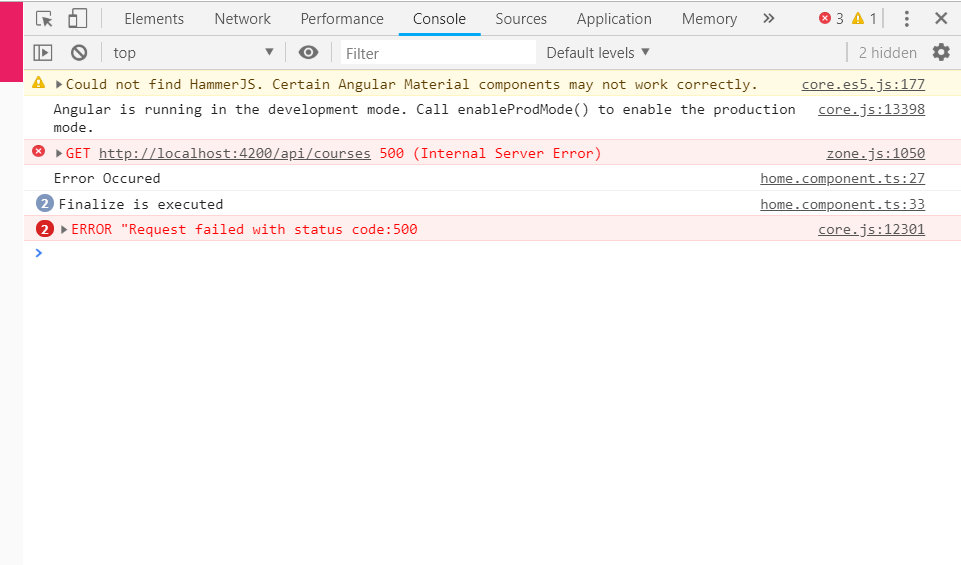 Elements Network Performance Console Sources Application Memory » 3 1
top Filter Default levels 2 hidden
Could not find HammerJS. Certain Angular Material components may not work correctly. core.es5.js:177
Angular is running in the development mode. Call enableProdMode() to enable the production core.js:13398
mode.
GET http://localhost:4200/api/courses 500 (Internal Server Error) zone.js:1050
Error Occured home.component.ts:27
2 Finalize is executed home.component.ts:33
2 ERROR "Request failed with status code:500 core.js:12301